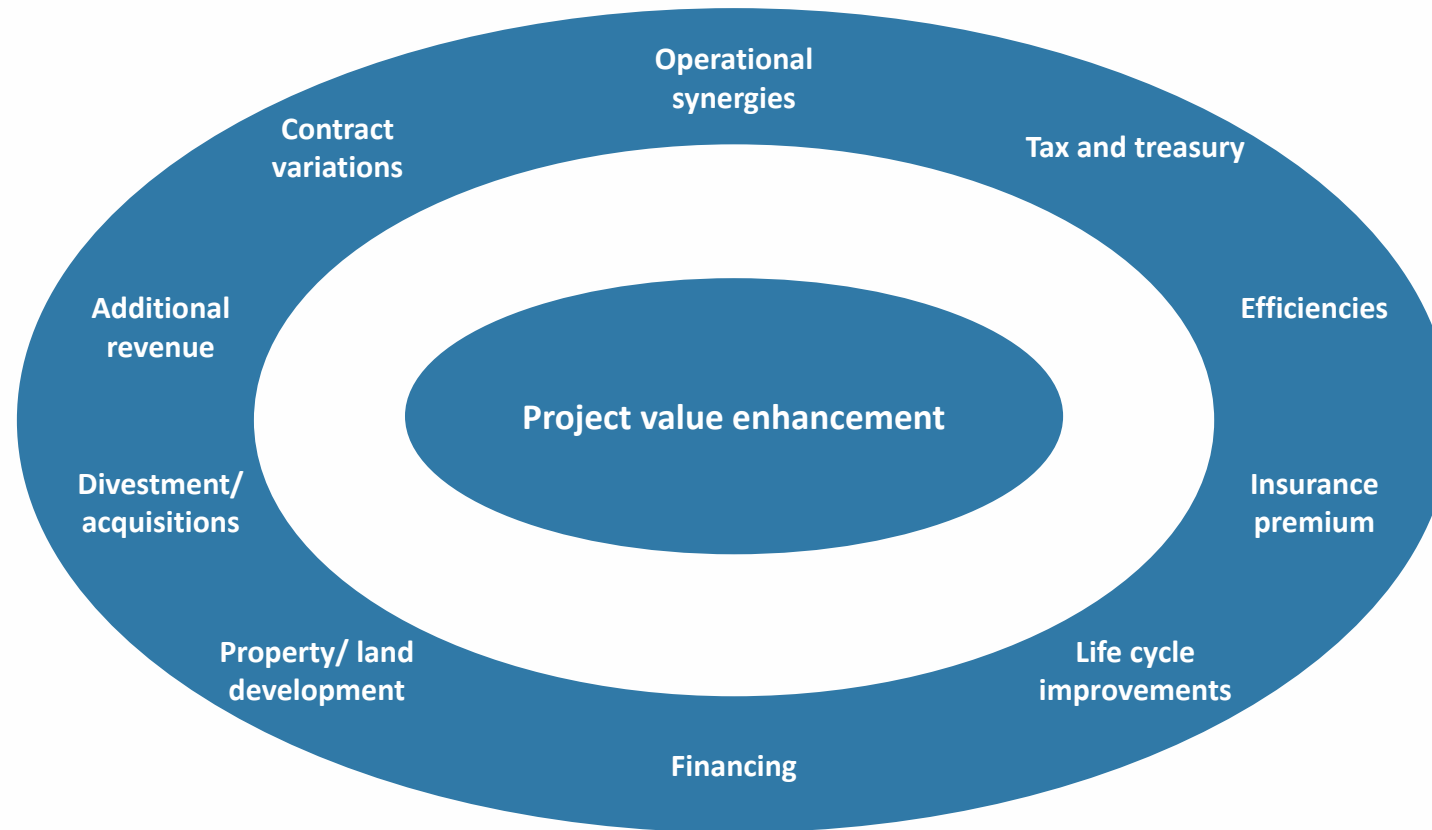 Operational
synergies
Contract
variations
Tax and treasury
Additional
revenue
Efficiencies
Project value enhancement
Divestment/
acquisitions
Insurance
premium
Property/ land
development
Life cycle
improvements
Financing